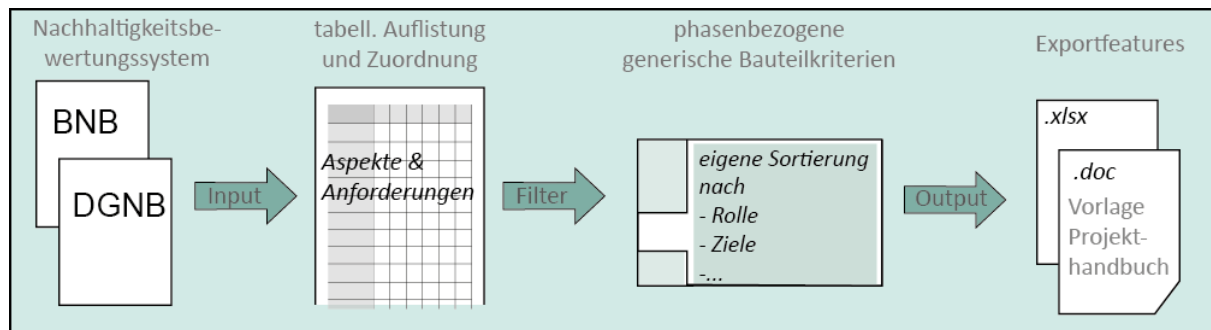 Nachhaltigkeitsbe-
wertungssystem
BNB
DGNB
Input
tabell. Auflistung
und Zuordnung
Aspekte &
Anforderungen
Filter
phasenbezogene
generische Bauteilkriterien
eigene Sortierung
nach
- Rolle
- Ziele
-...
Output
Exportfeatures
.xlsx
.doc
Vorlage
Projekt-
handbuch